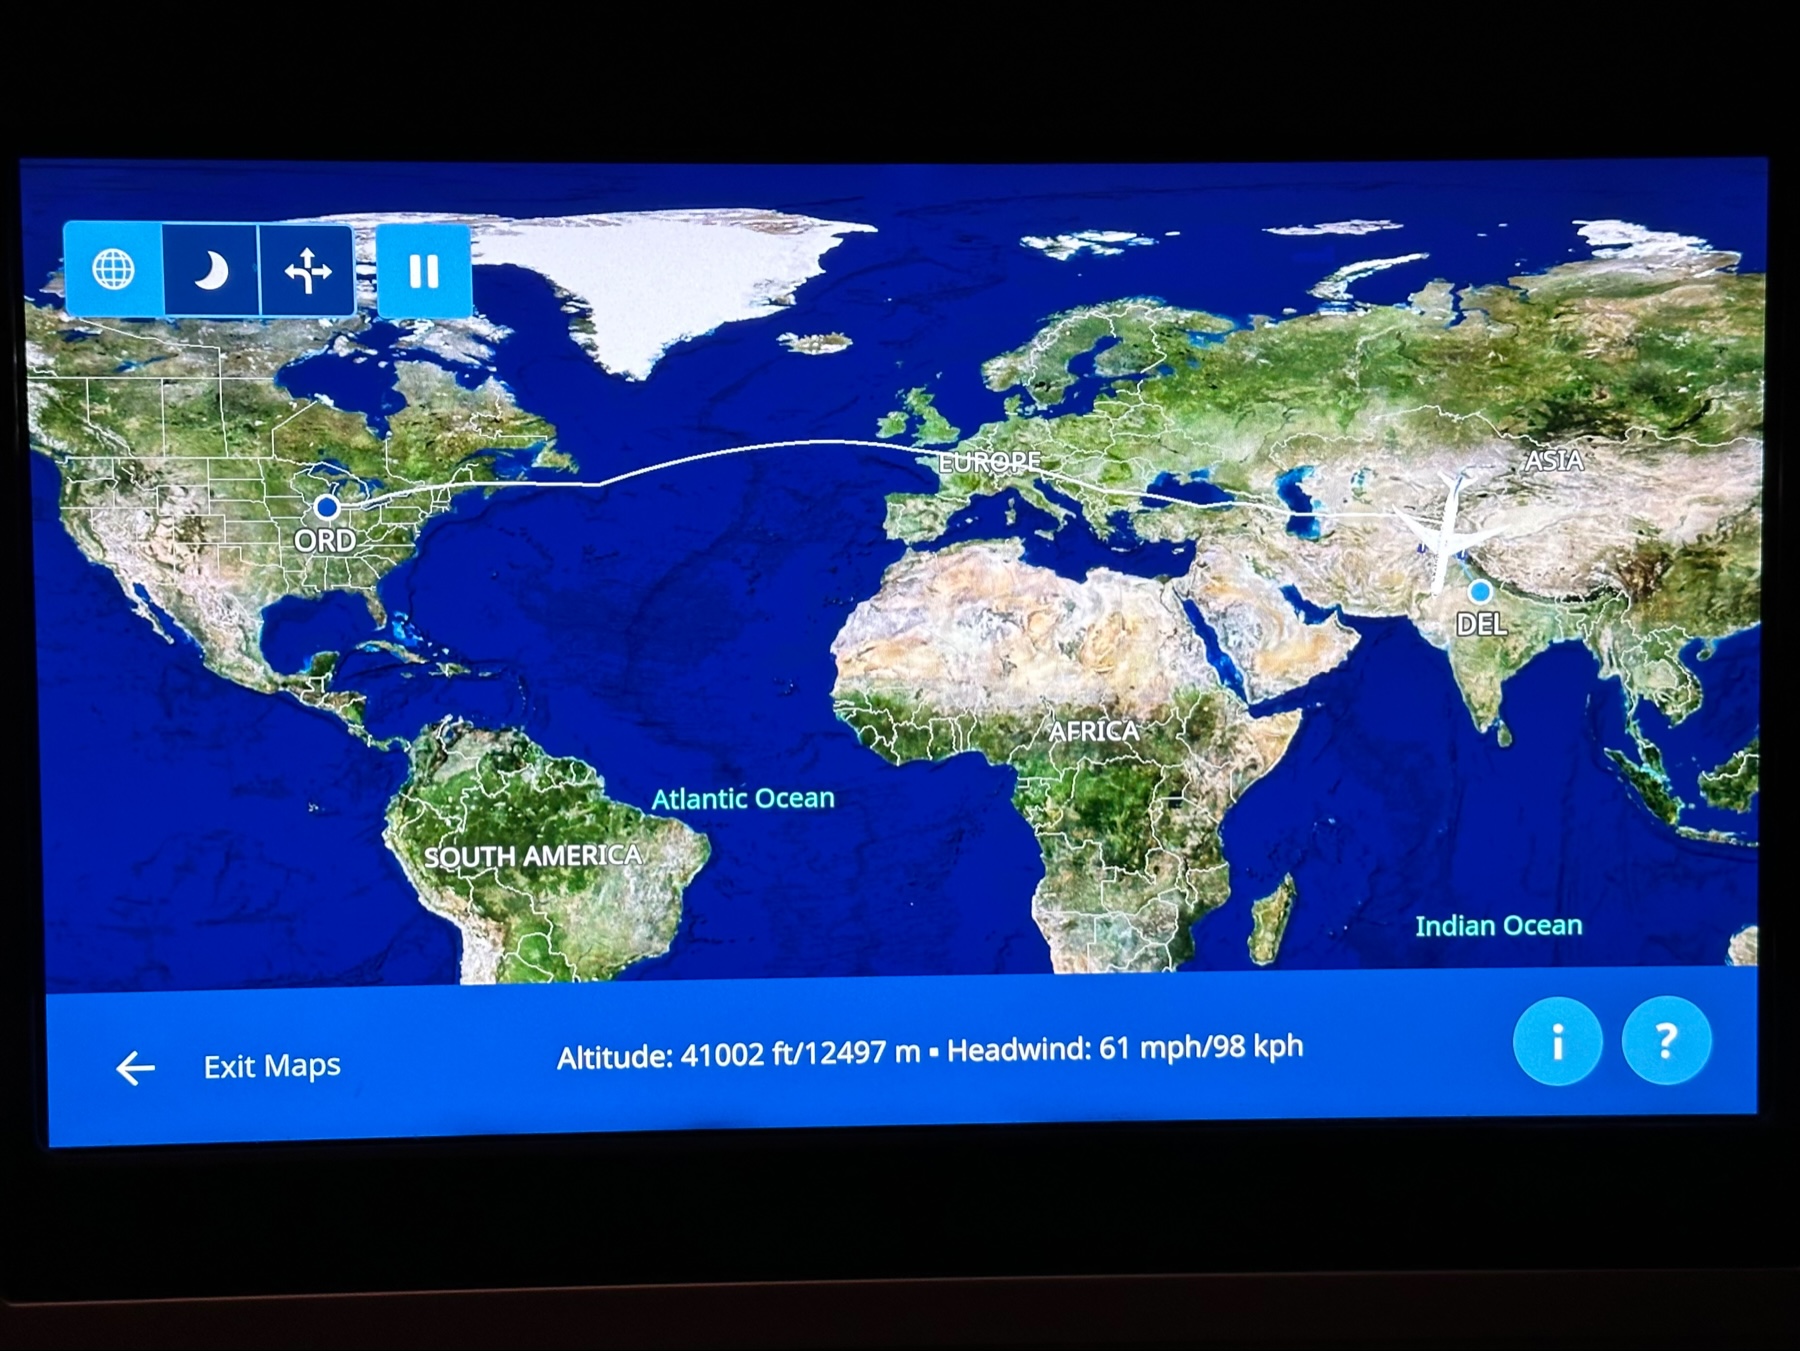 EUROPE
ASIA
ORD
DEL
AFRICA
Atlantic Ocean
SOUTH AMERICA
Indian Ocean
Exit Maps
Altitude: 41002 ft/12497 m ▪ Headwind: 61 mph/98 kph
i
?